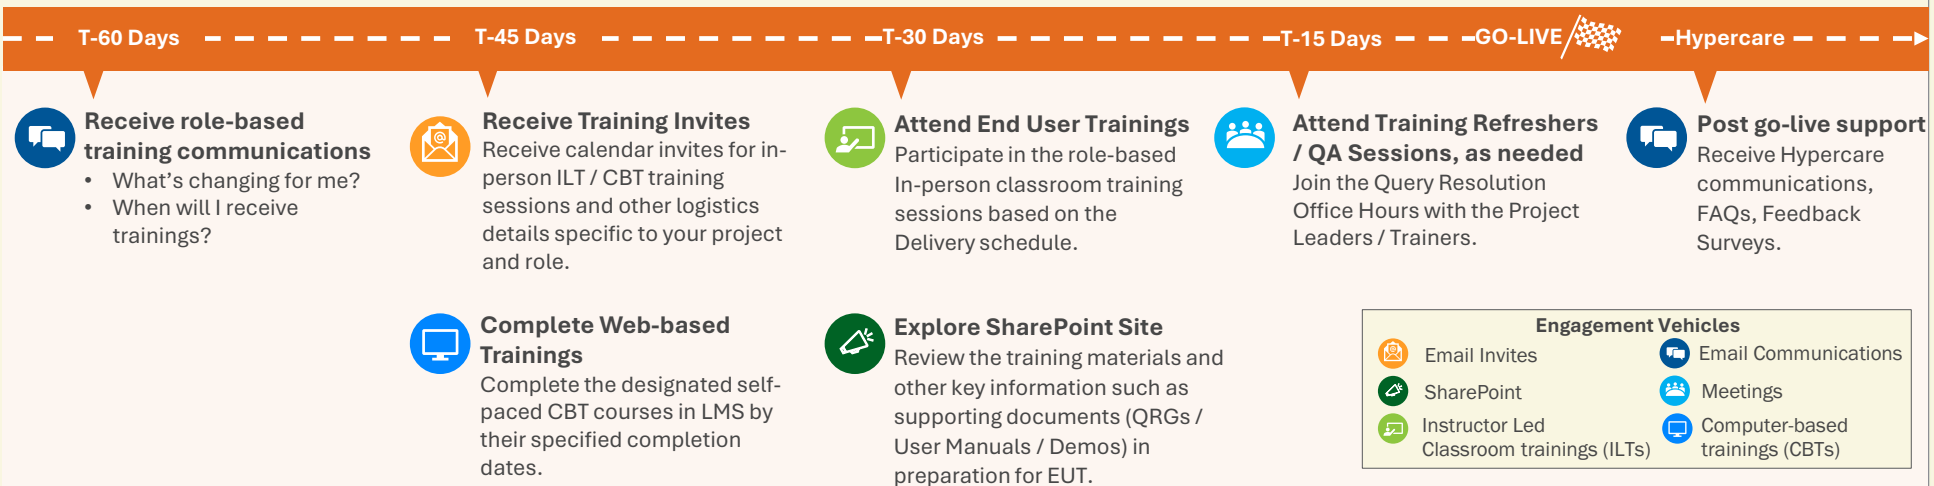 T-60 Days
T-45 Days
T-30 Days
T-15 Days
GO-LIVE
Hypercare
Receive role-based
training communications
• What's changing for me?
• When will I receive
trainings?
Receive Training Invites
Receive calendar invites for in-
person ILT / CBT training
sessions and other logistics
details specific to your project
and role.
Complete Web-based
Trainings
Complete the designated self-
paced CBT courses in LMS by
their specified completion
dates.
Attend End User Trainings
Participate in the role-based
In-person classroom training
sessions based on the
Delivery schedule.
Explore SharePoint Site
Review the training materials and
other key information such as
supporting documents (QRGs /
User Manuals / Demos) in
preparation for EUT.
Attend Training Refreshers
/ QA Sessions, as needed
Join the Query Resolution
Office Hours with the Project
Leaders / Trainers.
Post go-live support
Receive Hypercare
communications,
FAQs, Feedback
Surveys.
Engagement Vehicles
Email Invites
Email Communications
SharePoint
Meetings
Instructor Led
Classroom trainings (ILTs)
Computer-based
trainings (CBTs)